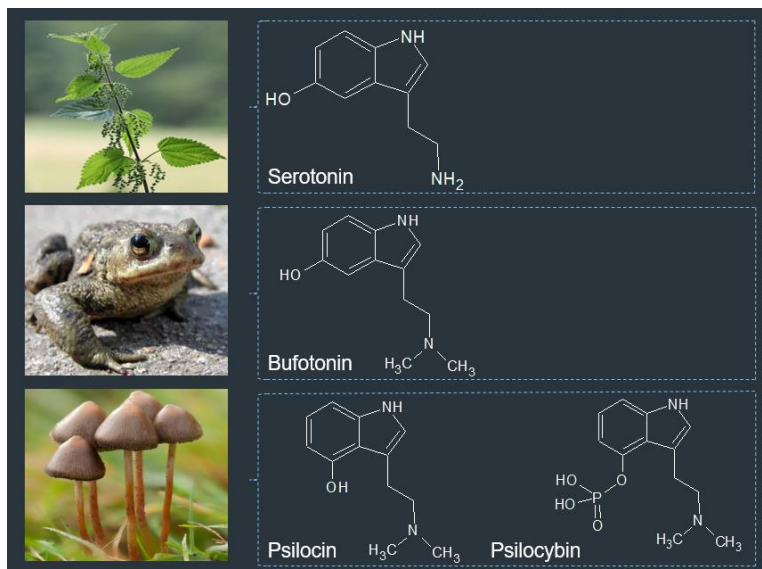 NH
HO
NH₂
Serotonin
NH
HO
N
H₃C CH₃
Bufotonin
NH
OH
N
H₃C CH₃
Psilocin
NH
O
HO
HO P
O
N
H₃C CH₃
Psilocybin